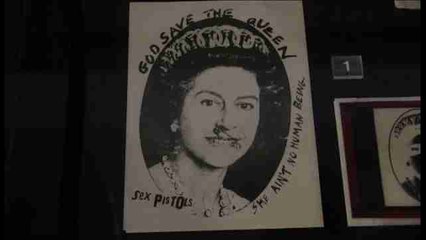 GOD SAVE THE QUEEN
SHE AIN'T NO HUMAN BEING
SEX PISTOLS
1